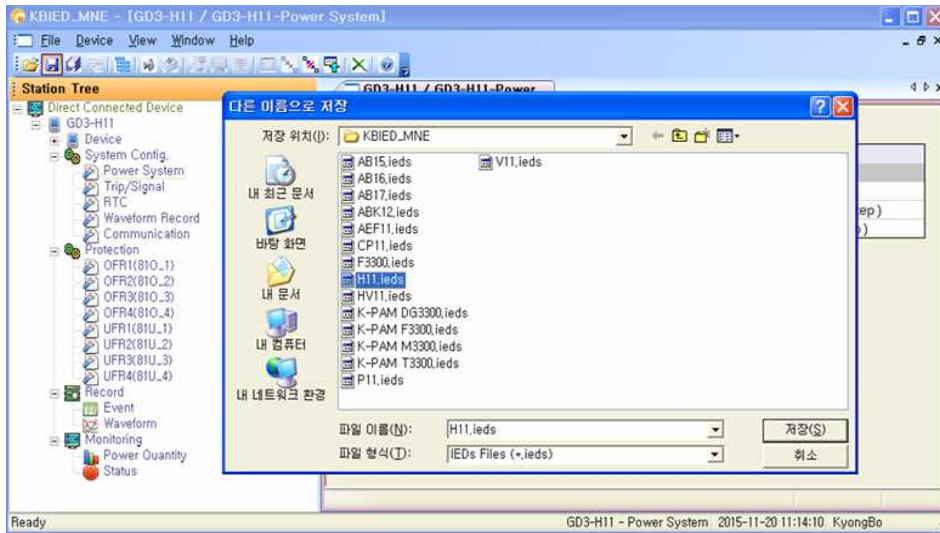 KBIED_MNE - [GD3-H11 / GD3-H11-Power System]
File Device View Window Help
Station Tree
GD3-H11 / GD3-H11-Power
Direct Connected Device
GD3-H11
Device
System Config.
Power System
Trip/Signal
RTC
Waveform Record
Communication
Protection
OFR1(81O_1)
OFR2(81O_2)
OFR3(81O_3)
OFR4(81O_4)
UFR1(81U_1)
UFR2(81U_2)
UFR3(81U_3)
UFR4(81U_4)
Record
Event
Waveform
Monitoring
Power Quantity
Status
다른 이름으로 저장
저장 위치(I): KBIED_MNE
내 최근 문서
바탕 화면
내 문서
내 컴퓨터
내 네트워크 환경
AB15.ieds
AB16.ieds
AB17.ieds
ABK12.ieds
AEF11.ieds
CP11.ieds
F3300.ieds
H11.ieds
HV11.ieds
K-PAM DG3300.ieds
K-PAM F3300.ieds
K-PAM M3300.ieds
K-PAM T3300.ieds
P11.ieds
V11.ieds
파일 이름(N): H11.ieds 저장(S)
파일 형식(T): IEDs Files (*.ieds) 취소
ep)
)
Ready GD3-H11 - Power System 2015-11-20 11:14:10 KyongBo